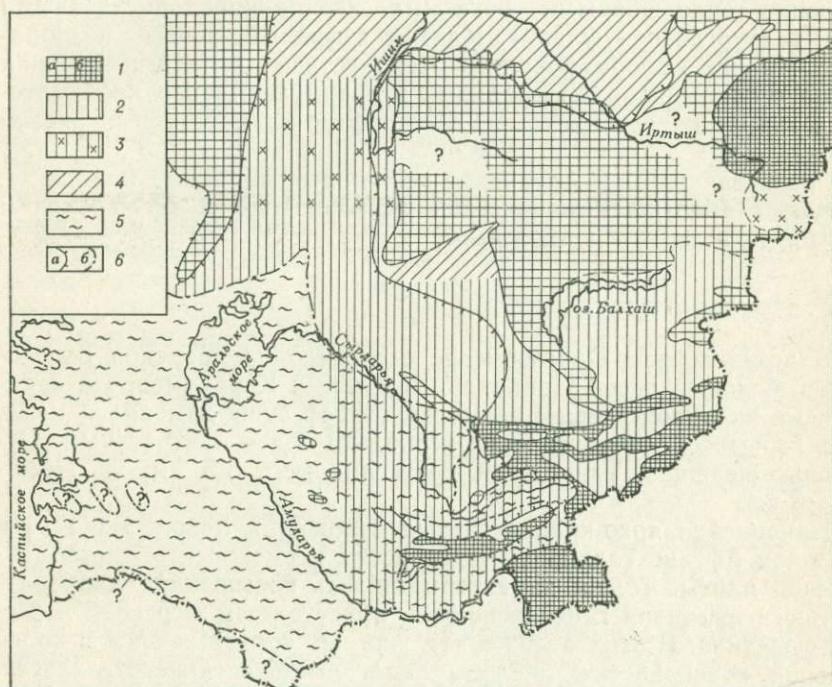 а б 1
2
3
4
5
а б 6
Ишим
?
Иртыш
?
?
оз. Балхаш
Аральское
море
Сырдарья
?
Каспийское море
? ? ?
Амударья
?
?